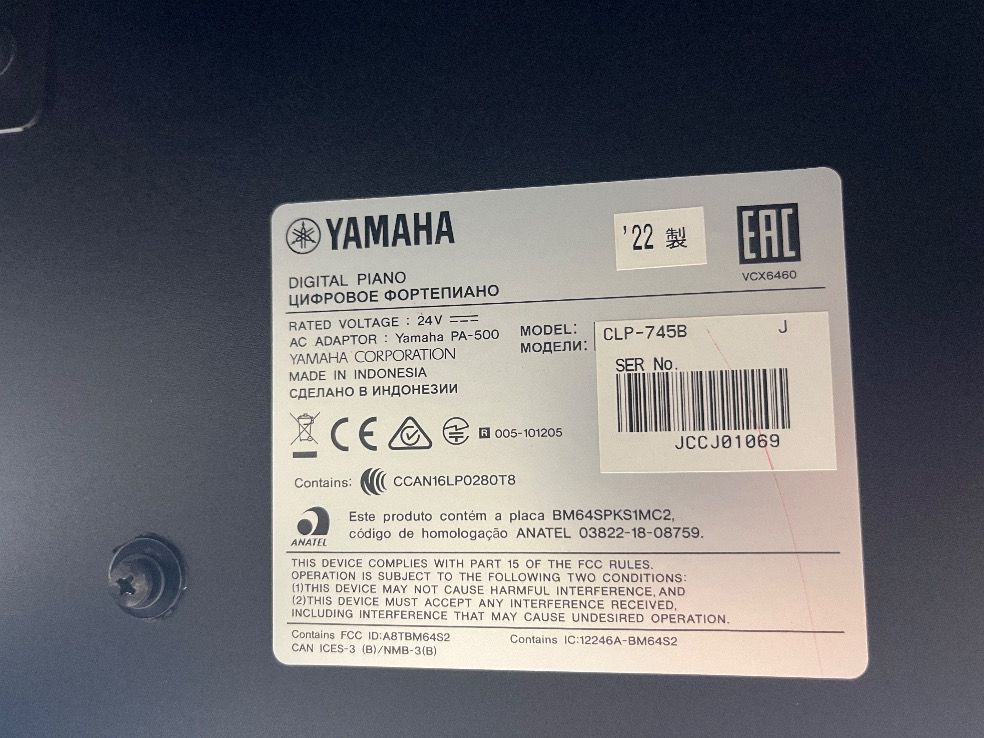 YAMAHA
'22 製
EAC
VCX6460
DIGITAL PIANO
ЦИФРОВОЕ ФОРТЕПИАНО
RATED VOLTAGE : 24V
AC ADAPTOR : Yamaha PA-500
YAMAHA CORPORATION
MADE IN INDONESIA
СДЕЛАНО В ИНДОНЕЗИИ
MODEL:
МОДЕЛИ:
CLP-745B J
SER No.
JCCJ01069
CE
R 005-101205
Contains: CCAN16LP0280T8
ANATEL
Este produto contém a placa BM64SPKS1MC2,
código de homologação ANATEL 03822-18-08759.
THIS DEVICE COMPLIES WITH PART 15 OF THE FCC RULES.
OPERATION IS SUBJECT TO THE FOLLOWING TWO CONDITIONS:
(1)THIS DEVICE MAY NOT CAUSE HARMFUL INTERFERENCE, AND
(2)THIS DEVICE MUST ACCEPT ANY INTERFERENCE RECEIVED,
INCLUDING INTERFERENCE THAT MAY CAUSE UNDESIRED OPERATION.
Contains FCC ID:A8TBM64S2
Contains IC:12246A-BM64S2
CAN ICES-3 (B)/NMB-3(B)